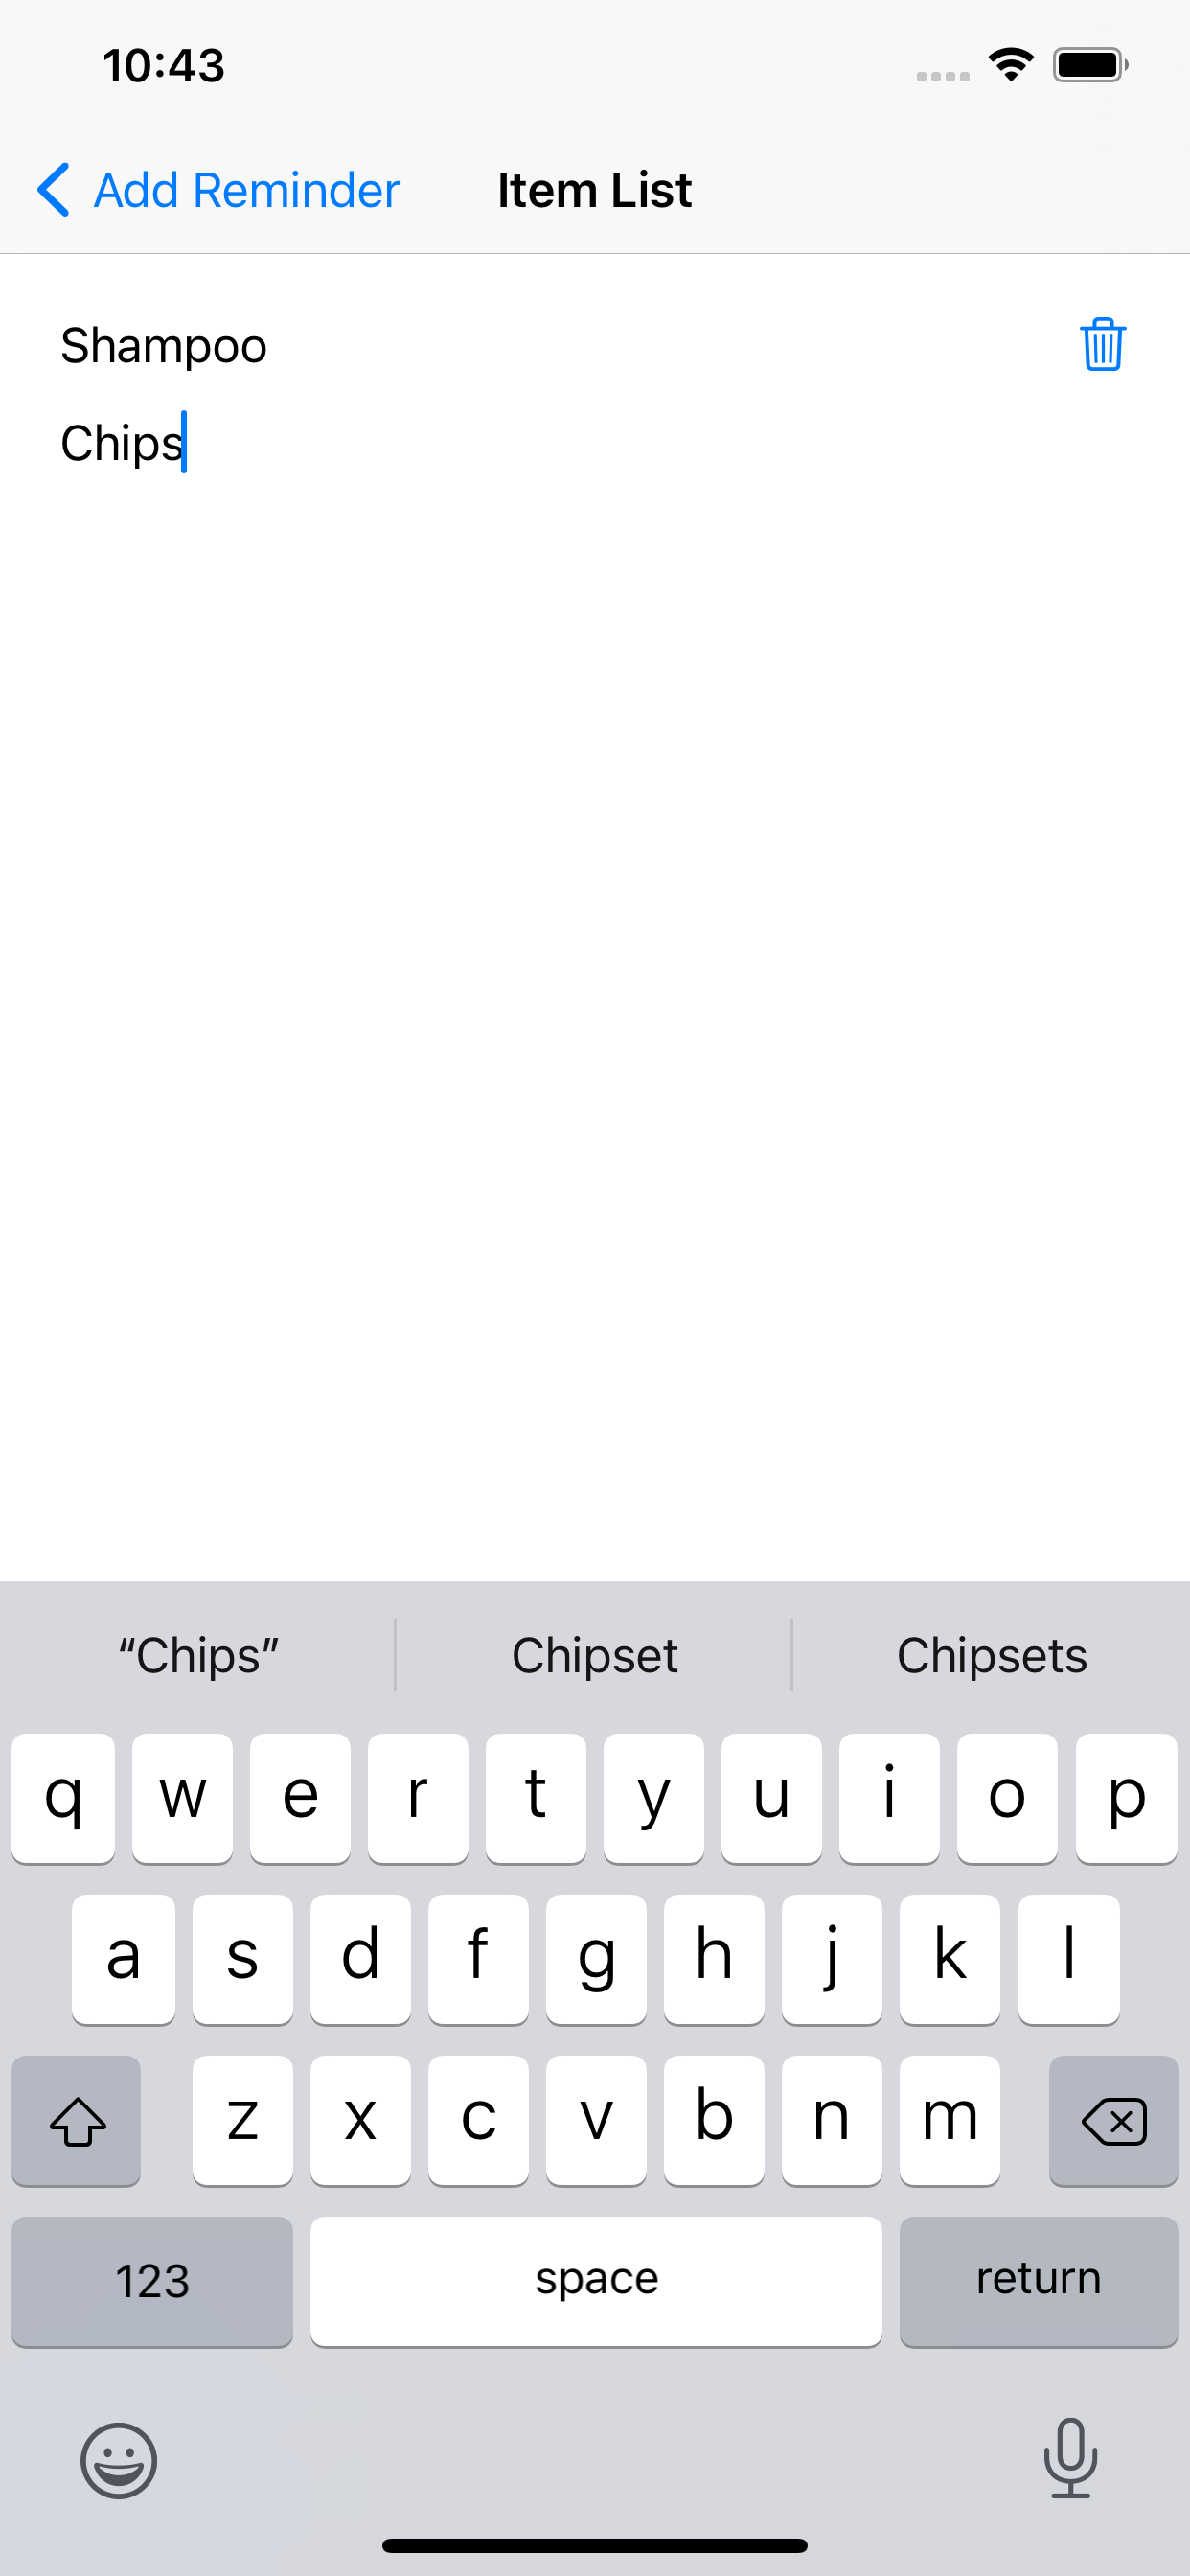 10:43
Add Reminder Item List
Shampoo
Chips
“Chips” Chipset Chipsets
q w e r t y u i o p
a s d f g h j k l
z x c v b n m
123 space return